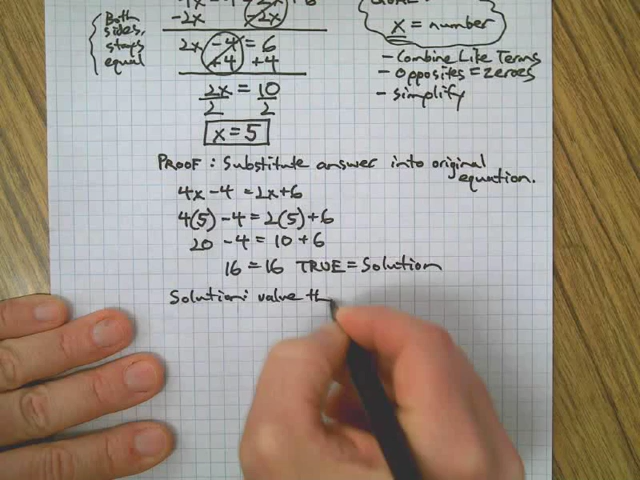 -2x -2x
Both sides, stays equal
2x -4 = 6
+4 +4
2x = 10
2 2
x = 5
x = number
- Combine Like Terms
- opposites = zeroes
- simplify
PROOF: Substitute answer into original
equation.
4x - 4 = 2x + 6
4(5) - 4 = 2(5) + 6
20 - 4 = 10 + 6
16 = 16 TRUE = Solution
Solution: value th